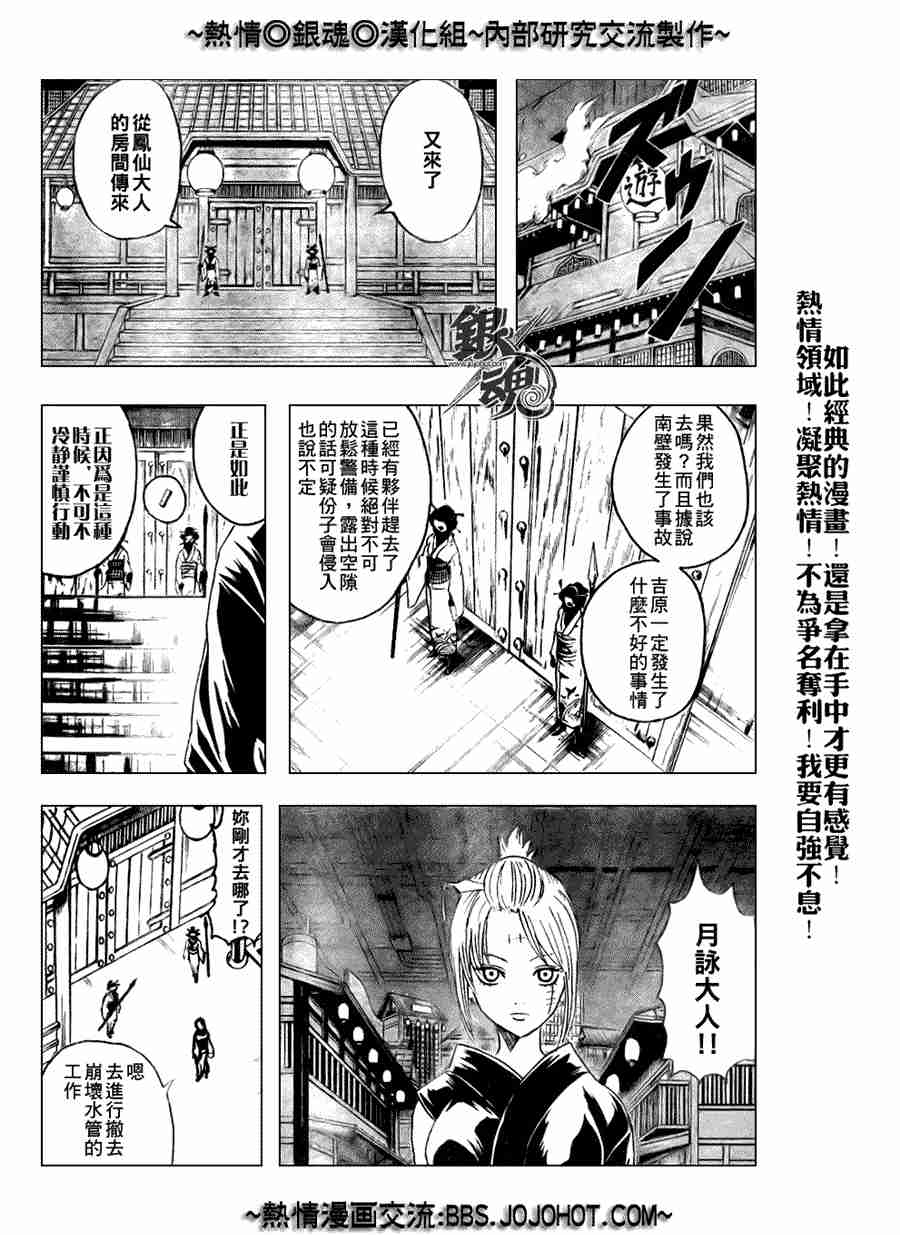 ~熱情◎銀魂◎漢化組~內部研究交流製作~
ズゥゥ
遊
又來了
從鳳仙大人
的房間傳來
銀魂
www.jojohot.com
果然我們也該
去嗎？而且據說
南壁發生了事故
吉原一定發生了
什麼不好的事情
已經有夥伴趕去了
這種時候絕對不可
放鬆警備，露出空隙
的話可疑份子會侵入
也說不定
正是如此
正因爲是這種
時候，不可不
冷静謹慎行動
月詠大人!!
妳剛才去哪了!?
嗯
去進行撤去
崩壞水管的
工作
如此經典的漫畫！還是拿在手中才更有感覺！
熱情領域！凝聚熱情！不為爭名奪利！我要自強不息！
~熱情漫画交流:BBS.JOJOHOT.COM~